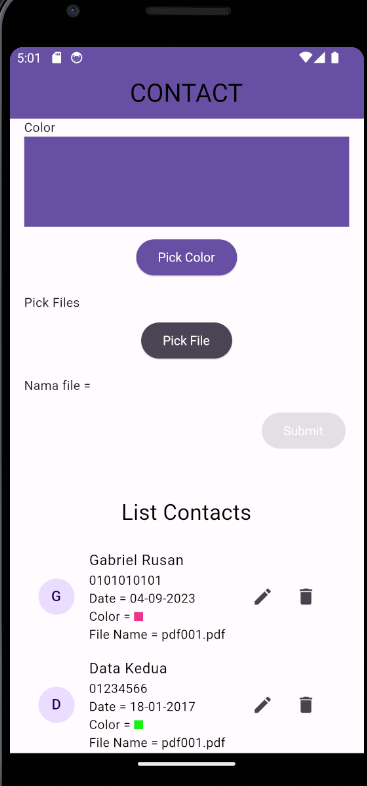 5:01
CONTACT
Color
Pick Color
Pick Files
Pick File
Nama file =
Submit
List Contacts
G
Gabriel Rusan
0101010101
Date = 04-09-2023
Color =
File Name = pdf001.pdf
D
Data Kedua
01234566
Date = 18-01-2017
Color =
File Name = pdf001.pdf